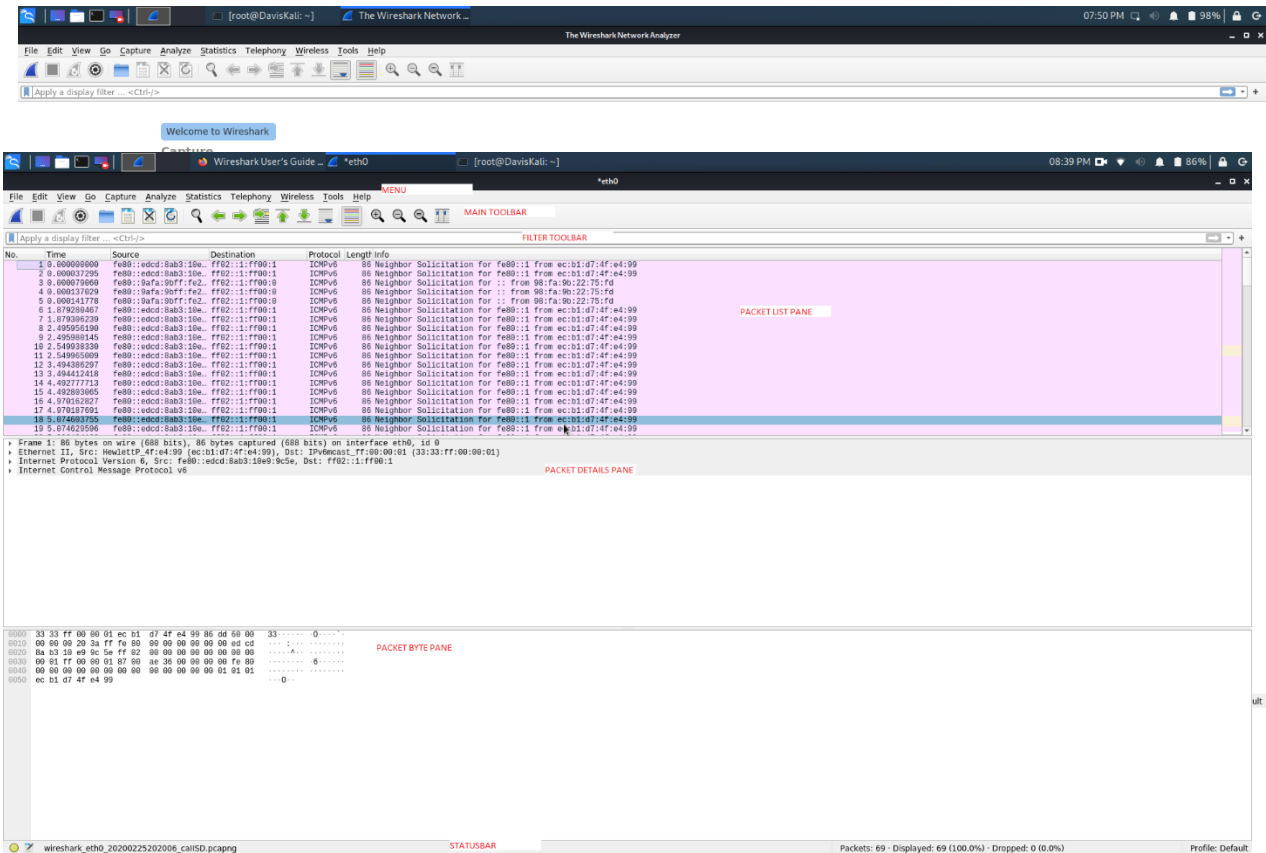 [root@DavisKali: ~]
The Wireshark Network ...
07:50 PM
98%
The Wireshark Network Analyzer
File Edit View Go Capture Analyze Statistics Telephony Wireless Tools Help
Apply a display filter ... <Ctrl-/>
Welcome to Wireshark
Capture
Wireshark User's Guide ...
*eth0
[root@DavisKali: ~]
08:39 PM
86%
*eth0
MENU
File Edit View Go Capture Analyze Statistics Telephony Wireless Tools Help
MAIN TOOLBAR
Apply a display filter ... <Ctrl-/>
FILTER TOOLBAR
No. Time Source Destination Protocol Length Info
1 0.000000000 fe80::edcd:8ab3:10e… ff02::1:ff00:1 ICMPv6 86 Neighbor Solicitation for fe80::1 from ec:b1:d7:4f:e4:99
2 0.000037295 fe80::edcd:8ab3:10e… ff02::1:ff00:1 ICMPv6 86 Neighbor Solicitation for fe80::1 from ec:b1:d7:4f:e4:99
3 0.000079060 fe80::9afa:9bff:fe2… ff02::1:ff00:0 ICMPv6 86 Neighbor Solicitation for :: from 98:fa:9b:22:75:fd
4 0.000137029 fe80::9afa:9bff:fe2… ff02::1:ff00:0 ICMPv6 86 Neighbor Solicitation for :: from 98:fa:9b:22:75:fd
5 0.000141778 fe80::9afa:9bff:fe2… ff02::1:ff00:0 ICMPv6 86 Neighbor Solicitation for :: from 98:fa:9b:22:75:fd
6 1.879280467 fe80::edcd:8ab3:10e… ff02::1:ff00:1 ICMPv6 86 Neighbor Solicitation for fe80::1 from ec:b1:d7:4f:e4:99
PACKET LIST PANE
7 1.879306239 fe80::edcd:8ab3:10e… ff02::1:ff00:1 ICMPv6 86 Neighbor Solicitation for fe80::1 from ec:b1:d7:4f:e4:99
8 2.495956190 fe80::edcd:8ab3:10e… ff02::1:ff00:1 ICMPv6 86 Neighbor Solicitation for fe80::1 from ec:b1:d7:4f:e4:99
9 2.495980145 fe80::edcd:8ab3:10e… ff02::1:ff00:1 ICMPv6 86 Neighbor Solicitation for fe80::1 from ec:b1:d7:4f:e4:99
10 2.549938330 fe80::edcd:8ab3:10e… ff02::1:ff00:1 ICMPv6 86 Neighbor Solicitation for fe80::1 from ec:b1:d7:4f:e4:99
11 2.549965009 fe80::edcd:8ab3:10e… ff02::1:ff00:1 ICMPv6 86 Neighbor Solicitation for fe80::1 from ec:b1:d7:4f:e4:99
12 3.494386297 fe80::edcd:8ab3:10e… ff02::1:ff00:1 ICMPv6 86 Neighbor Solicitation for fe80::1 from ec:b1:d7:4f:e4:99
13 3.494412418 fe80::edcd:8ab3:10e… ff02::1:ff00:1 ICMPv6 86 Neighbor Solicitation for fe80::1 from ec:b1:d7:4f:e4:99
14 4.492777713 fe80::edcd:8ab3:10e… ff02::1:ff00:1 ICMPv6 86 Neighbor Solicitation for fe80::1 from ec:b1:d7:4f:e4:99
15 4.492803065 fe80::edcd:8ab3:10e… ff02::1:ff00:1 ICMPv6 86 Neighbor Solicitation for fe80::1 from ec:b1:d7:4f:e4:99
16 4.970162827 fe80::edcd:8ab3:10e… ff02::1:ff00:1 ICMPv6 86 Neighbor Solicitation for fe80::1 from ec:b1:d7:4f:e4:99
17 4.970187691 fe80::edcd:8ab3:10e… ff02::1:ff00:1 ICMPv6 86 Neighbor Solicitation for fe80::1 from ec:b1:d7:4f:e4:99
18 5.074603755 fe80::edcd:8ab3:10e… ff02::1:ff00:1 ICMPv6 86 Neighbor Solicitation for fe80::1 from ec:b1:d7:4f:e4:99
19 5.074629596 fe80::edcd:8ab3:10e… ff02::1:ff00:1 ICMPv6 86 Neighbor Solicitation for fe80::1 from ec:b1:d7:4f:e4:99
Frame 1: 86 bytes on wire (688 bits), 86 bytes captured (688 bits) on interface eth0, id 0
Ethernet II, Src: HewlettP_4f:e4:99 (ec:b1:d7:4f:e4:99), Dst: IPv6mcast_ff:00:00:01 (33:33:ff:00:00:01)
Internet Protocol Version 6, Src: fe80::edcd:8ab3:10e9:9c5e, Dst: ff02::1:ff00:1
Internet Control Message Protocol v6
PACKET DETAILS PANE
0000 33 33 ff 00 00 01 ec b1 d7 4f e4 99 86 dd 60 00 33······ ·O····`·
0010 00 00 00 20 3a ff fe 80 00 00 00 00 00 00 ed cd ··· :··· ········
0020 8a b3 10 e9 9c 5e ff 02 00 00 00 00 00 00 00 00 ·····^·· ········
PACKET BYTE PANE
0030 00 01 ff 00 00 01 87 00 ae 36 00 00 00 00 fe 80 ········ ·6······
0040 00 00 00 00 00 00 00 00 00 00 00 00 00 01 01 01 ········ ········
0050 ec b1 d7 4f e4 99 ···O··
ult
wireshark_eth0_20200225202006_callSD.pcapng
STATUSBAR
Packets: 69 · Displayed: 69 (100.0%) · Dropped: 0 (0.0%)
Profile: Default